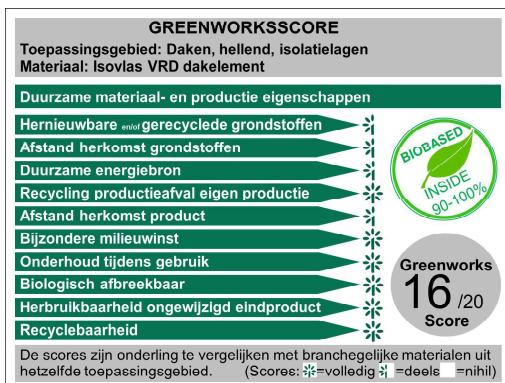 GREENWORKSSCORE
Toepassingsgebied: Daken, hellend, isolatielagen
Materiaal: Isovlas VRD dakelement
Duurzame materiaal- en productie eigenschappen
Hernieuwbare en/of gerecyclede grondstoffen
Afstand herkomst grondstoffen
Duurzame energiebron
Recycling productieafval eigen productie
Afstand herkomst product
Bijzondere milieuwinst
Onderhoud tijdens gebruik
Biologisch afbreekbaar
Herbruikbaarheid ongewijzigd eindproduct
Recyclebaarheid
BIOBASED
INSIDE
90-100%
Greenworks
16 /20
Score
De scores zijn onderling te vergelijken met branchegelijke materialen uit
hetzelfde toepassingsgebied. (Scores: =volledig =deels =nihil)